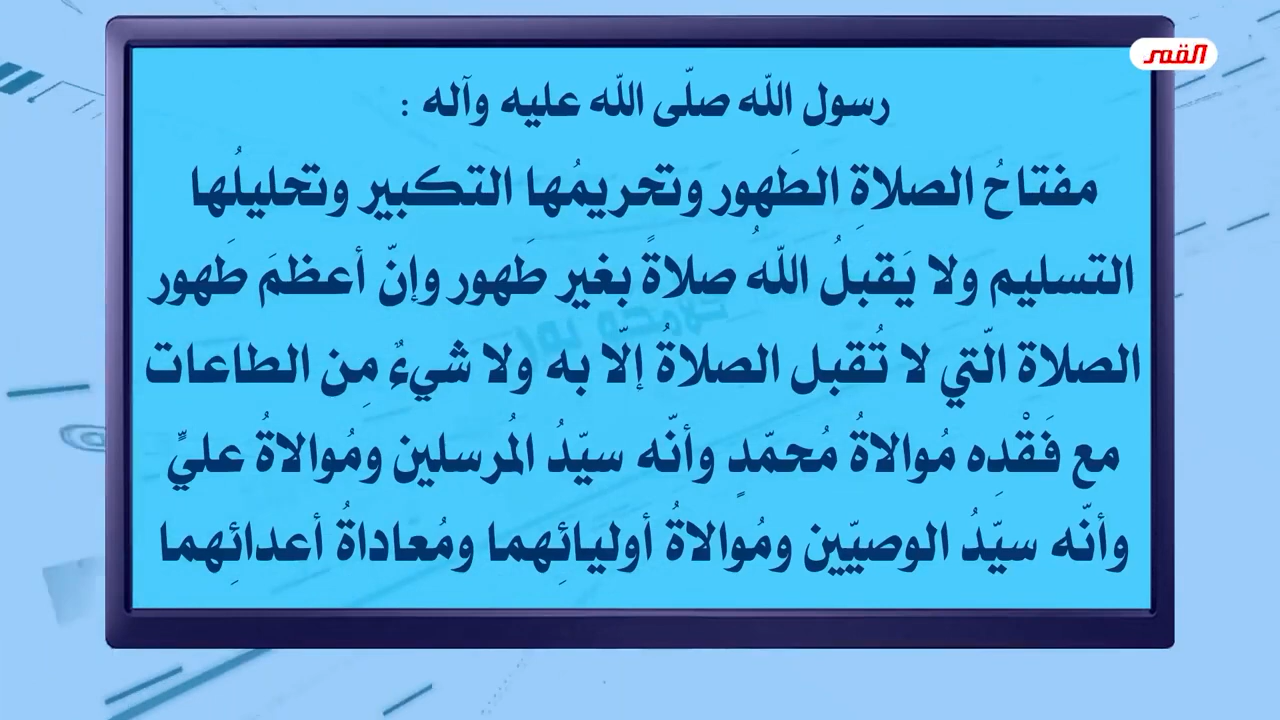 القمر
رسول الله صلّى الله عليه وآله :
مفتاحُ الصلاةِ الطَهور وتحريمُها التكبير وتحليلُها
التسليم ولا يَقبلُ اللهُ صلاةً بغير طَهور وإنّ أعظمَ طَهور
الصلاة الّتي لا تُقبل الصلاةُ إلّا به ولا شيءٌ مِن الطاعات
مع فَقْدِه مُوالاةُ مُحمّدٍ وأنّه سيّدُ المُرسلين ومُوالاةُ عليٍّ
وأنّه سيّدُ الوصيّين ومُوالاةُ أوليائِهما ومُعاداةُ أعدائِهما